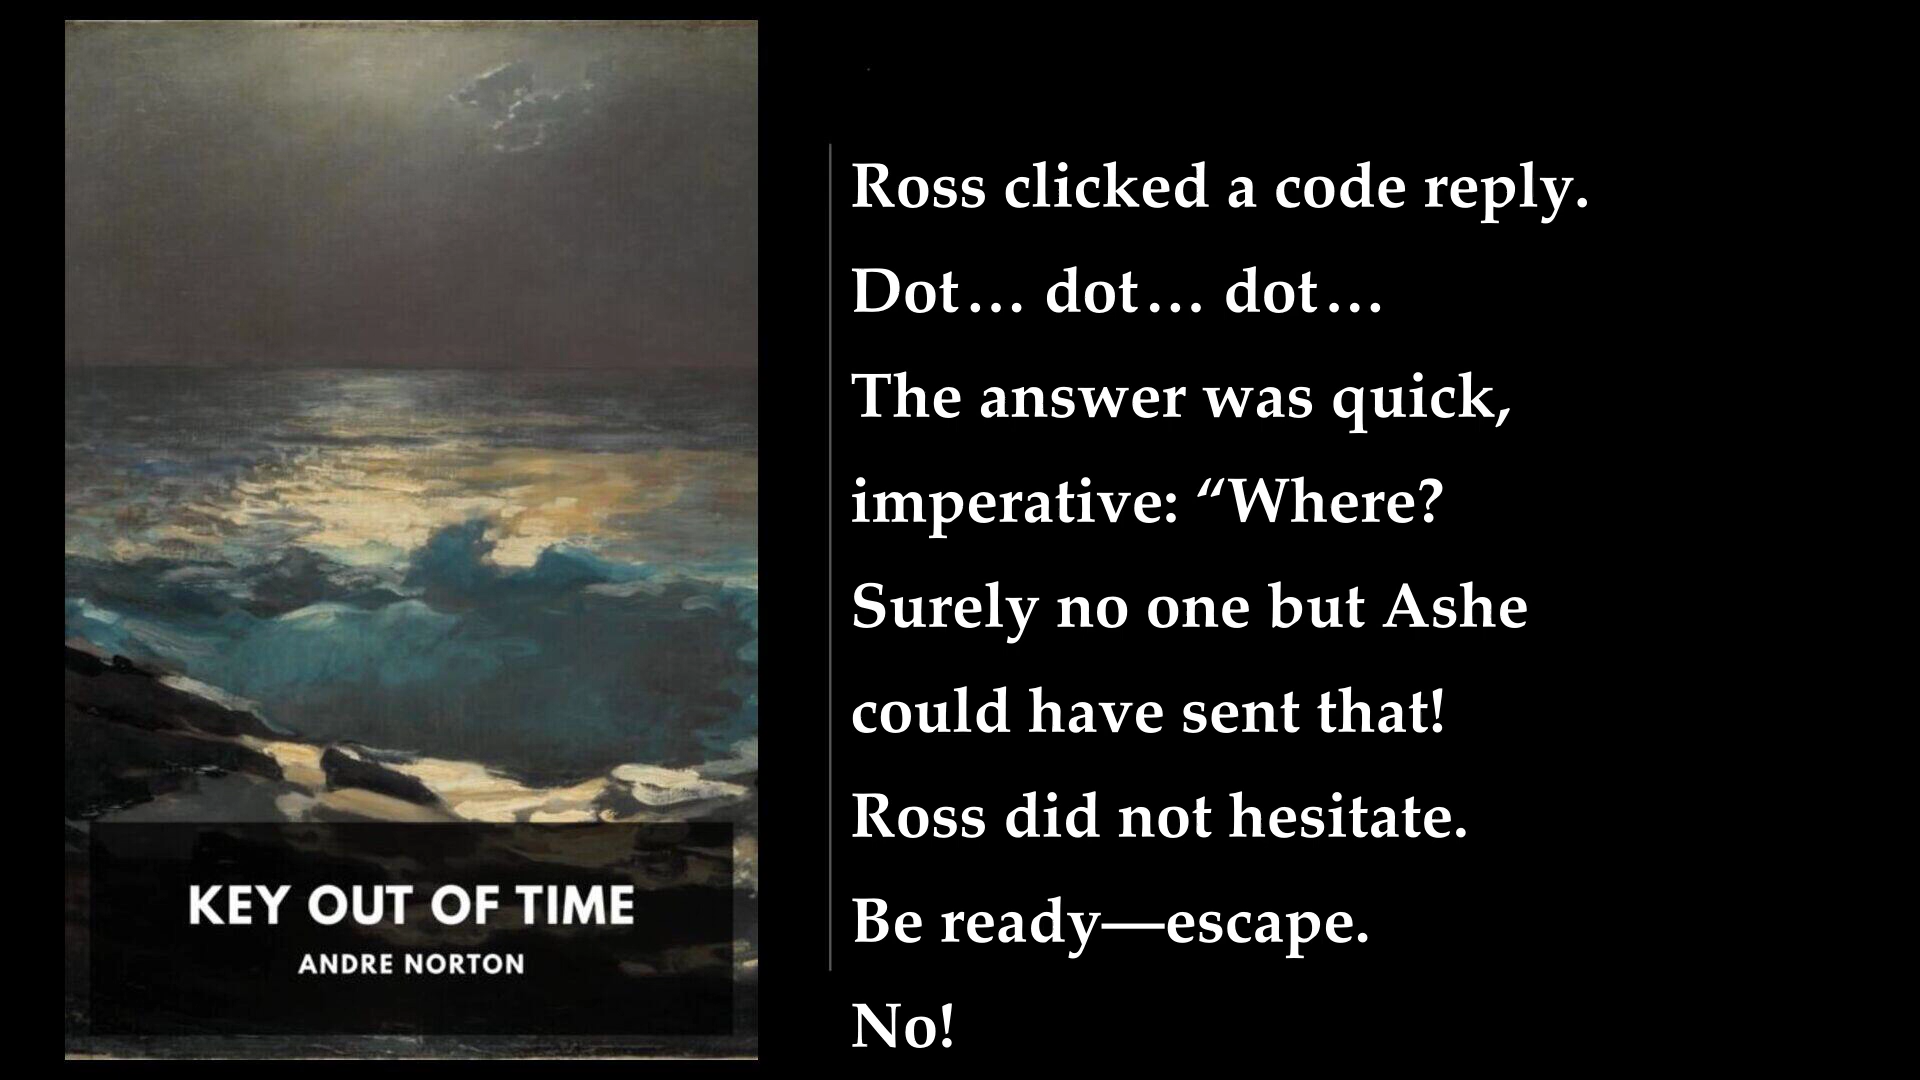 KEY OUT OF TIME
ANDRE NORTON
Ross clicked a code reply.
Dot… dot… dot…
The answer was quick,
imperative: “Where?
Surely no one but Ashe
could have sent that!
Ross did not hesitate.
Be ready—escape.
No!